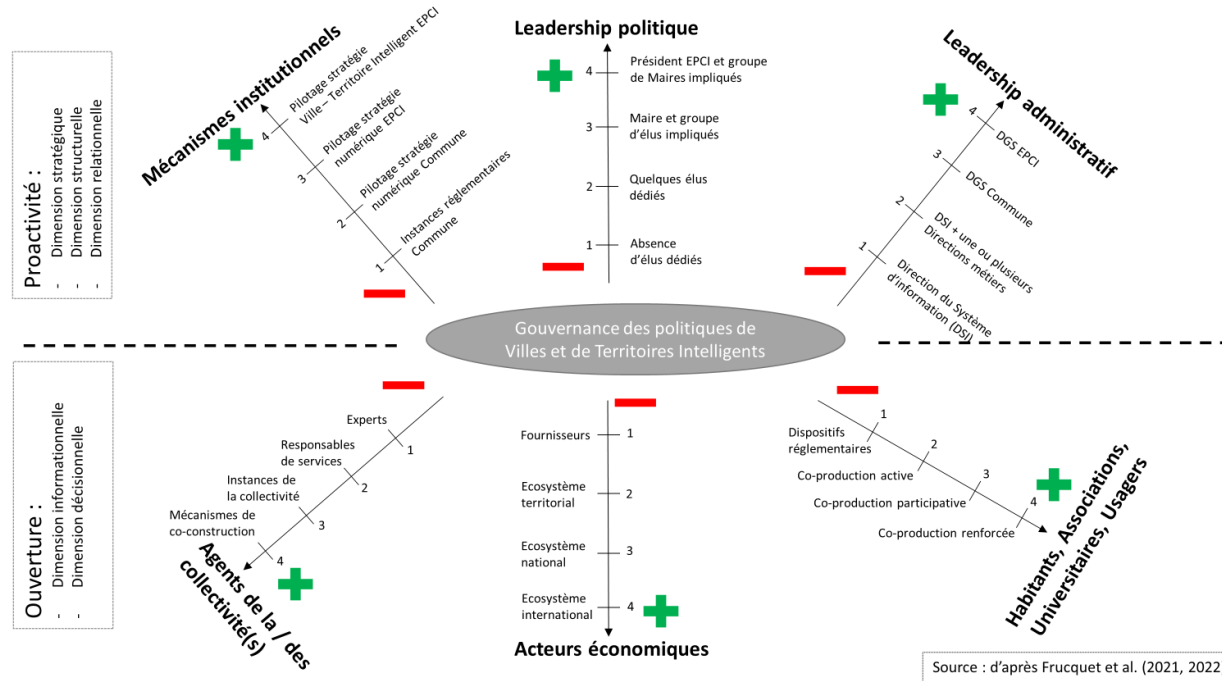 Proactivité :
- Dimension stratégique
- Dimension structurelle
- Dimension relationnelle
Mécanismes institutionnels
4
Pilotage stratégie
Ville – Territoire Intelligent EPCI
3
Pilotage stratégie
numérique EPCI
2
Pilotage stratégie
numérique Commune
1
Instances réglementaires
Commune
Leadership politique
4
Président EPCI et groupe
de Maires impliqués
3
Maire et groupe
d'élus impliqués
2
Quelques élus
dédiés
1
Absence
d'élus dédiés
Leadership administratif
4
DGS EPCI
3
DGS Commune
2
DSI + une ou plusieurs
Directions métiers
1
Direction du Système
d'information (DSI)
Gouvernance des politiques de
Villes et de Territoires Intelligents
Ouverture :
- Dimension informationnelle
- Dimension décisionnelle
Experts
1
Responsables
de services
2
Instances de
la collectivité
3
Mécanismes de
co-construction
4
Agents de la / des
collectivité(s)
Fournisseurs
1
Ecosystème
territorial
2
Ecosystème
national
3
Ecosystème
international
4
Acteurs économiques
1
Dispositifs
réglementaires
2
Co-production active
3
Co-production participative
4
Co-production renforcée
Habitants, Associations,
Universitaires, Usagers
Source : d'après Frucquet et al. (2021, 2022